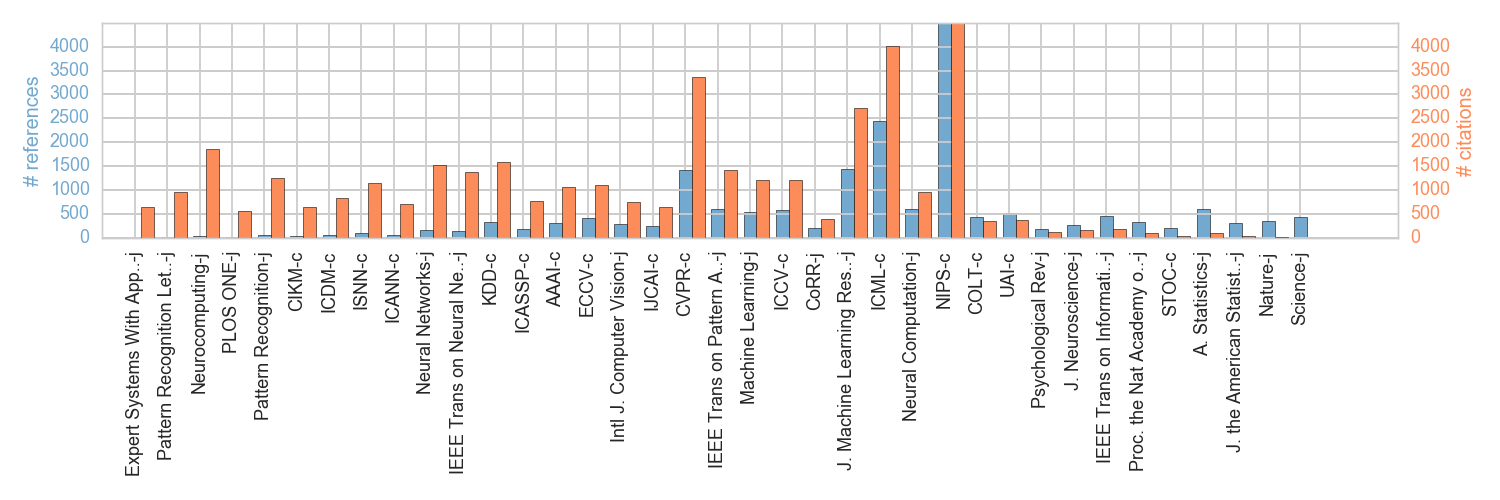 # references
4000
3500
3000
2500
2000
1500
1000
500
0
4000
3500
3000
2500
2000
1500
1000
500
0
# citations
Expert Systems With App..-j
Pattern Recognition Let..-j
Neurocomputing-j
PLOS ONE-j
Pattern Recognition-j
CIKM-c
ICDM-c
ISNN-c
ICANN-c
Neural Networks-j
IEEE Trans on Neural Ne..-j
KDD-c
ICASSP-c
AAAI-c
ECCV-c
Intl J. Computer Vision-j
IJCAI-c
CVPR-c
IEEE Trans on Pattern A..-j
Machine Learning-j
ICCV-c
CoRR-j
J. Machine Learning Res..-j
ICML-c
Neural Computation-j
NIPS-c
COLT-c
UAI-c
Psychological Rev-j
J. Neuroscience-j
IEEE Trans on Informati..-j
Proc. the Nat Academy o..-j
STOC-c
A. Statistics-j
J. the American Statist..-j
Nature-j
Science-j